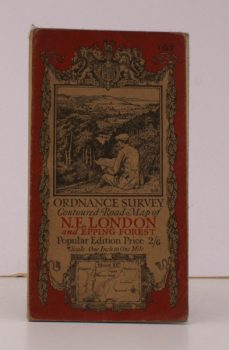 107
ORDNANCE SURVEY
Contoured Road Map of
N.E. LONDON
and EPPING FOREST
Popular Edition Price 2/6
Scale: One Inch to One Mile